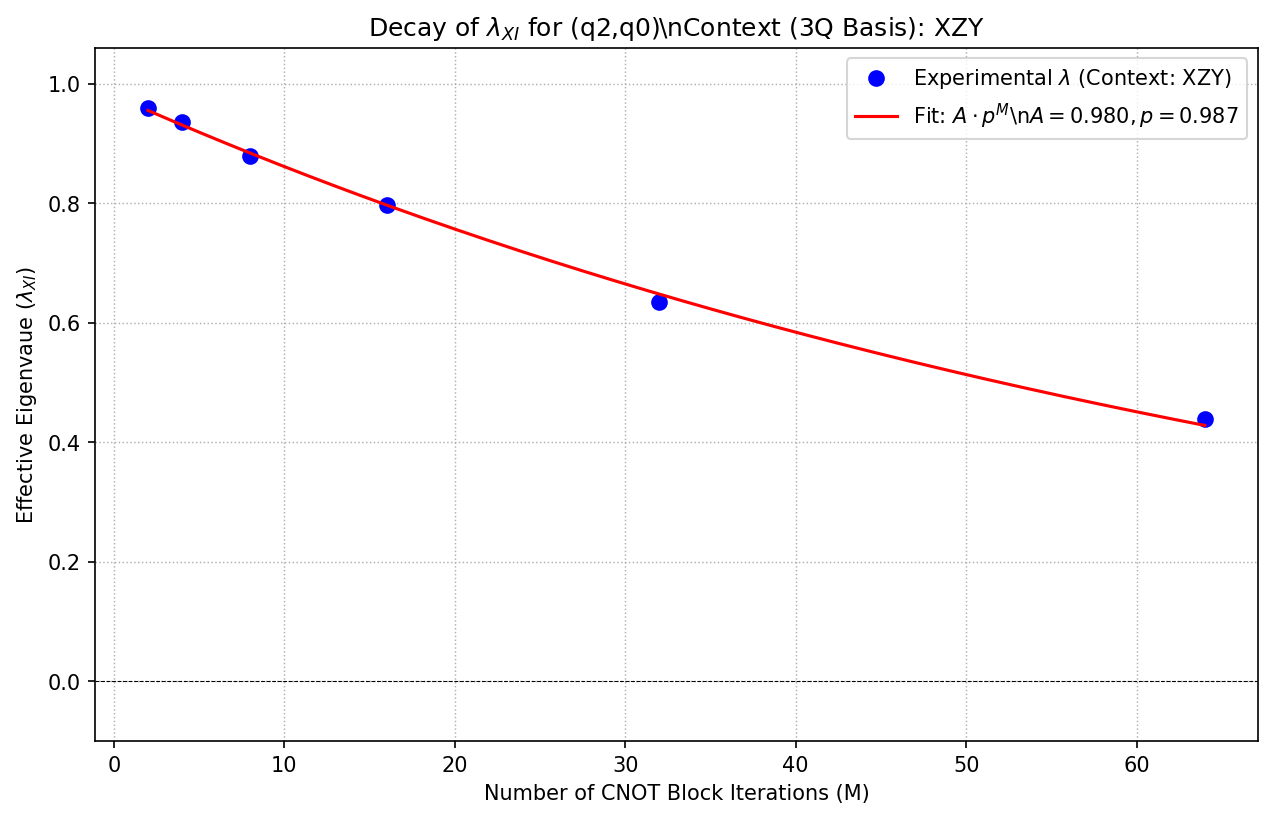 Decay of λ_XI for (q2,q0)\nContext (3Q Basis): XZY
Experimental λ (Context: XZY)
Fit: A · p^M\nA = 0.980, p = 0.987
Effective Eigenvaue (λ_XI)
1.0
0.8
0.6
0.4
0.2
0.0
0 10 20 30 40 50 60
Number of CNOT Block Iterations (M)